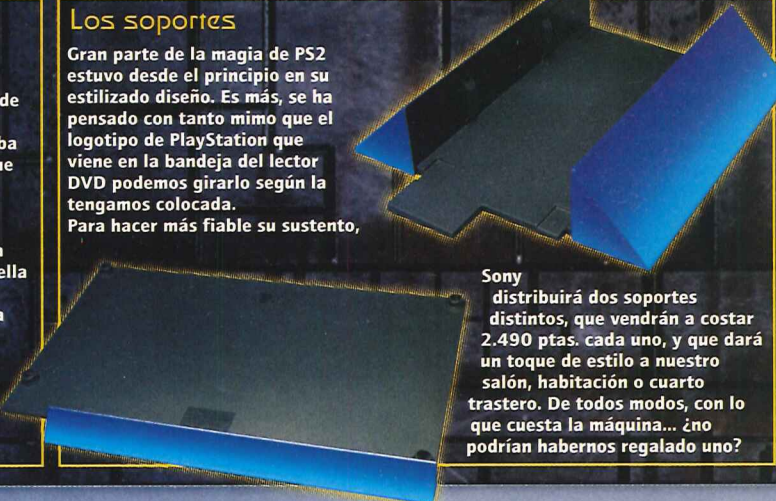 Los soportes
Gran parte de la magia de PS2
estuvo desde el principio en su
estilizado diseño. Es más, se ha
pensado con tanto mimo que el
logotipo de PlayStation que
viene en la bandeja del lector
DVD podemos girarlo según la
tengamos colocada.
Para hacer más fiable su sustento,
Sony
distribuirá dos soportes
distintos, que vendrán a costar
2.490 ptas. cada uno, y que dará
un toque de estilo a nuestro
salón, habitación o cuarto
trastero. De todos modos, con lo
que cuesta la máquina... ¿no
podrían habernos regalado uno?
de